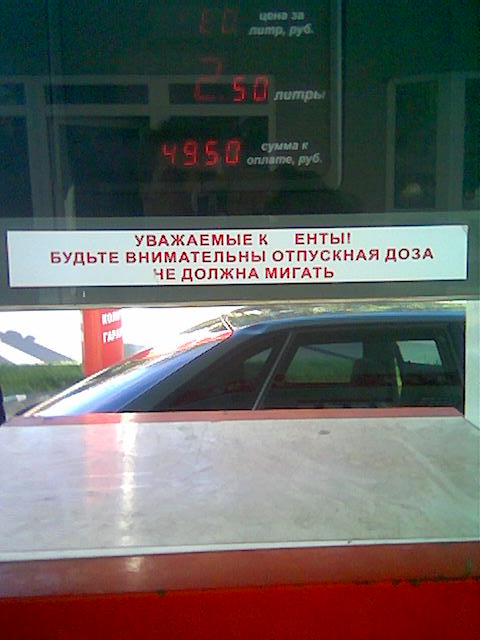 цена за
литр, руб.
2.50 литры
4950 сумма к
оплате, руб.
УВАЖАЕМЫЕ К ЕНТЫ!
БУДЬТЕ ВНИМАТЕЛЬНЫ ОТПУСКНАЯ ДОЗА
НЕ ДОЛЖНА МИГАТЬ